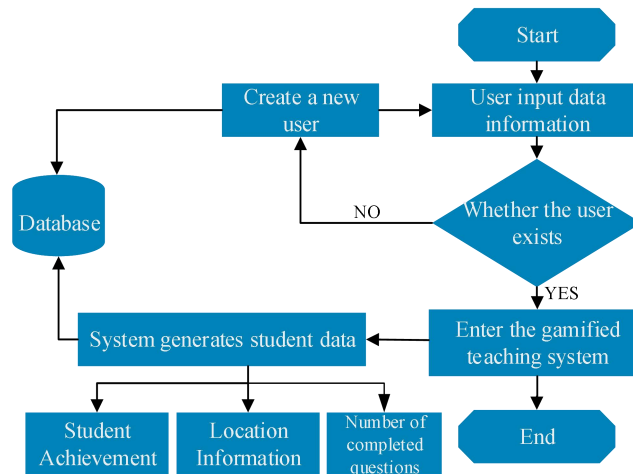 Start
Create a new
user
User input data
information
Database
NO
Whether the user
exists
YES
System generates student data
Enter the gamified
teaching system
Student
Achievement
Location
Information
Number of
completed
questions
End